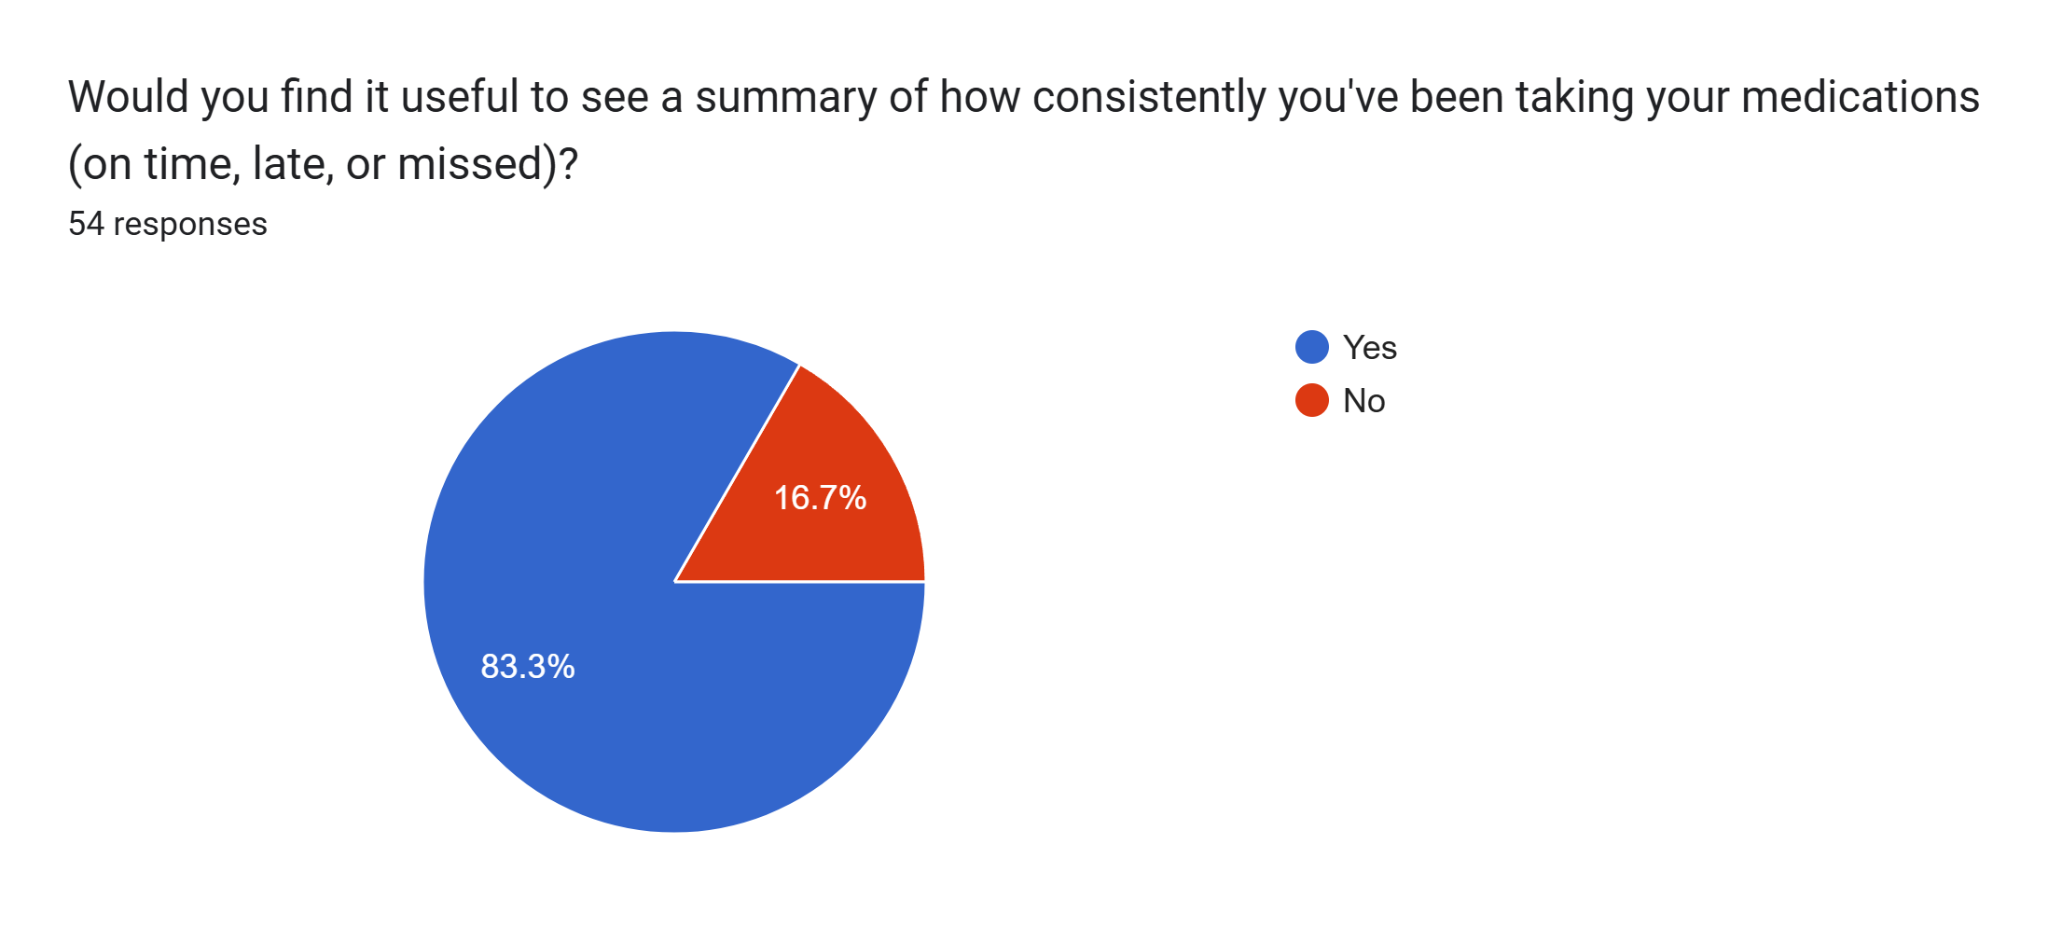 Would you find it useful to see a summary of how consistently you've been taking your medications
(on time, late, or missed)?
54 responses
Yes
No
16.7%
83.3%